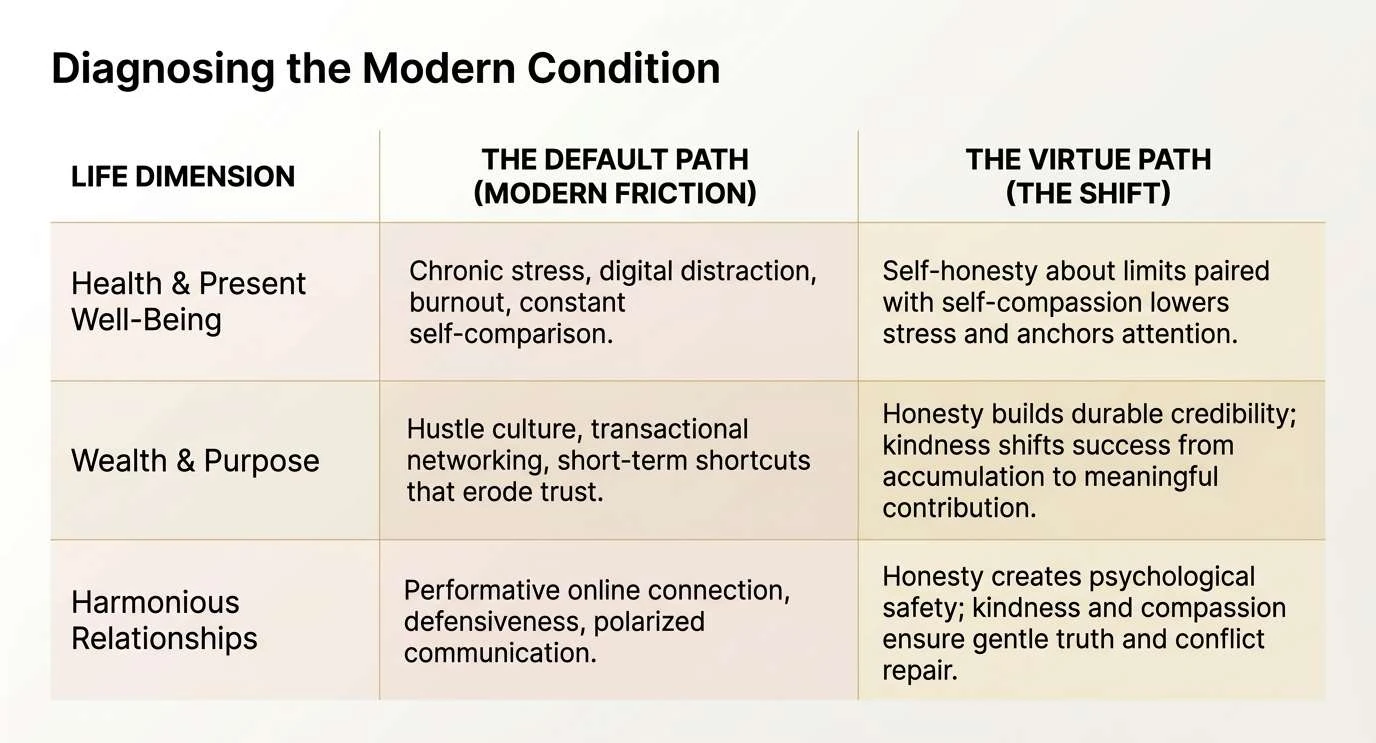 Diagnosing the Modern Condition
LIFE DIMENSION
THE DEFAULT PATH
(MODERN FRICTION)
THE VIRTUE PATH
(THE SHIFT)
Health & Present
Well-Being
Chronic stress, digital distraction,
burnout, constant
self-comparison.
Self-honesty about limits paired
with self-compassion lowers
stress and anchors attention.
Wealth & Purpose
Hustle culture, transactional
networking, short-term shortcuts
that erode trust.
Honesty builds durable credibility;
kindness shifts success from
accumulation to meaningful
contribution.
Harmonious
Relationships
Performative online connection,
defensiveness, polarized
communication.
Honesty creates psychological
safety; kindness and compassion
ensure gentle truth and conflict
repair.